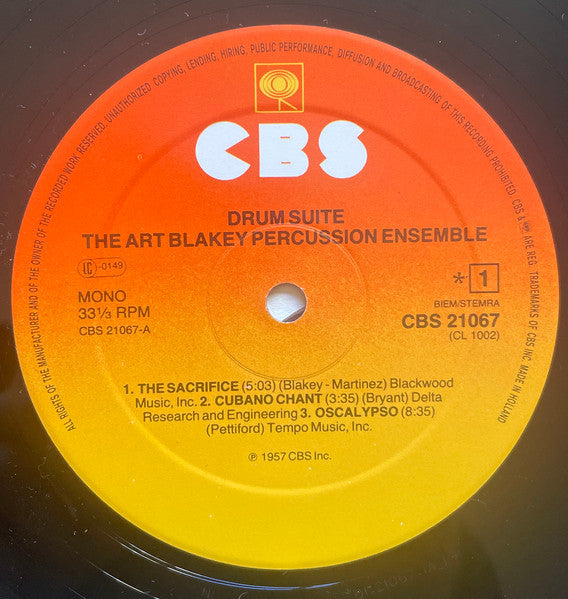 ALL RIGHTS OF THE MANUFACTURER AND OF THE OWNER OF THE RECORDED WORK RESERVED. UNAUTHORIZED COPYING, LENDING, HIRING, PUBLIC PERFORMANCE, DIFFUSION AND BROADCASTING OF THIS RECORDING PROHIBITED. CBS & ARE REG. TRADEMARKS OF CBS INC. MADE IN HOLLAND
CBS
DRUM SUITE
THE ART BLAKEY PERCUSSION ENSEMBLE
LC -0149
* 1
MONO
BIEM/STEMRA
33⅓ RPM
CBS 21067
CBS 21067-A
(CL 1002)
1. THE SACRIFICE (5:03) (Blakey - Martinez) Blackwood
Music, Inc. 2. CUBANO CHANT (3:35) (Bryant) Delta
Research and Engineering 3. OSCALYPSO (8:35)
(Pettiford) Tempo Music, Inc.
℗ 1957 CBS Inc.